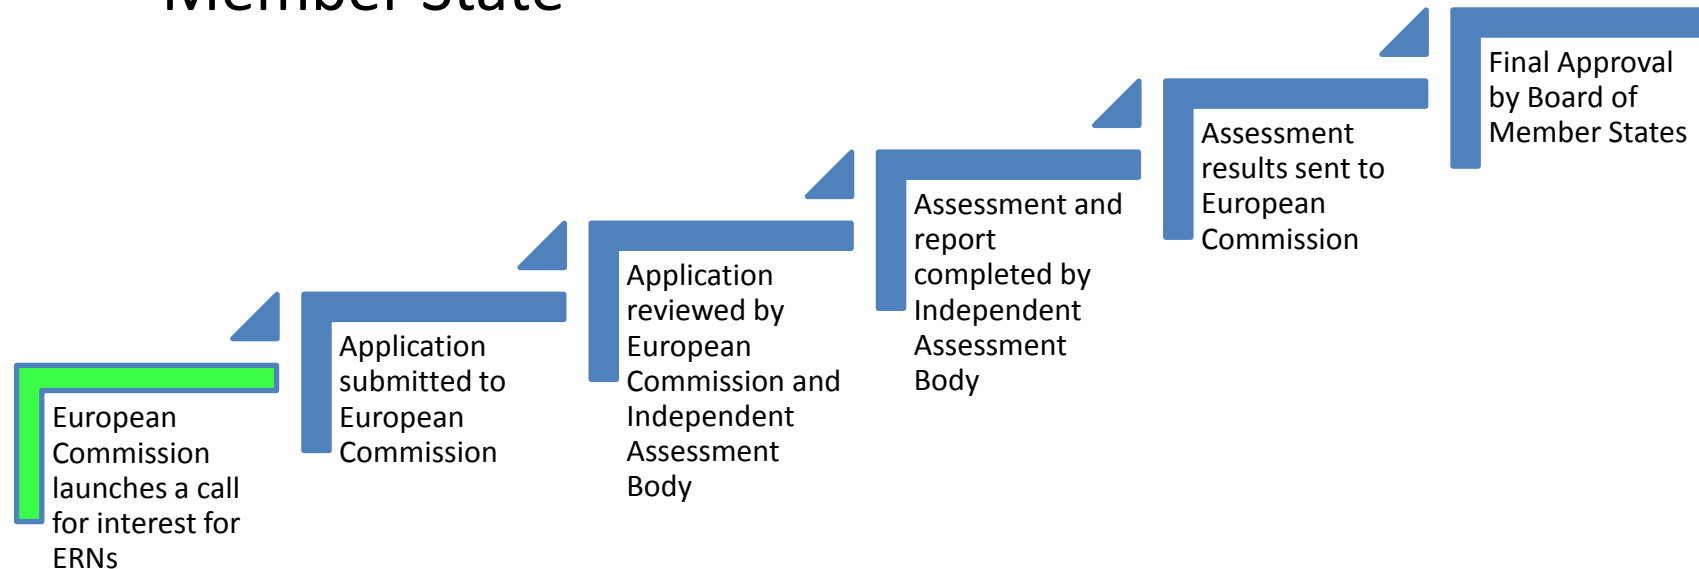 Member State
European
Commission
launches a call
for interest for
ERNs
Application
submitted to
European
Commission
Application
reviewed by
European
Commission and
Independent
Assessment
Body
Assessment and
report
completed by
Independent
Assessment
Body
Assessment
results sent to
European
Commission
Final Approval
by Board of
Member States